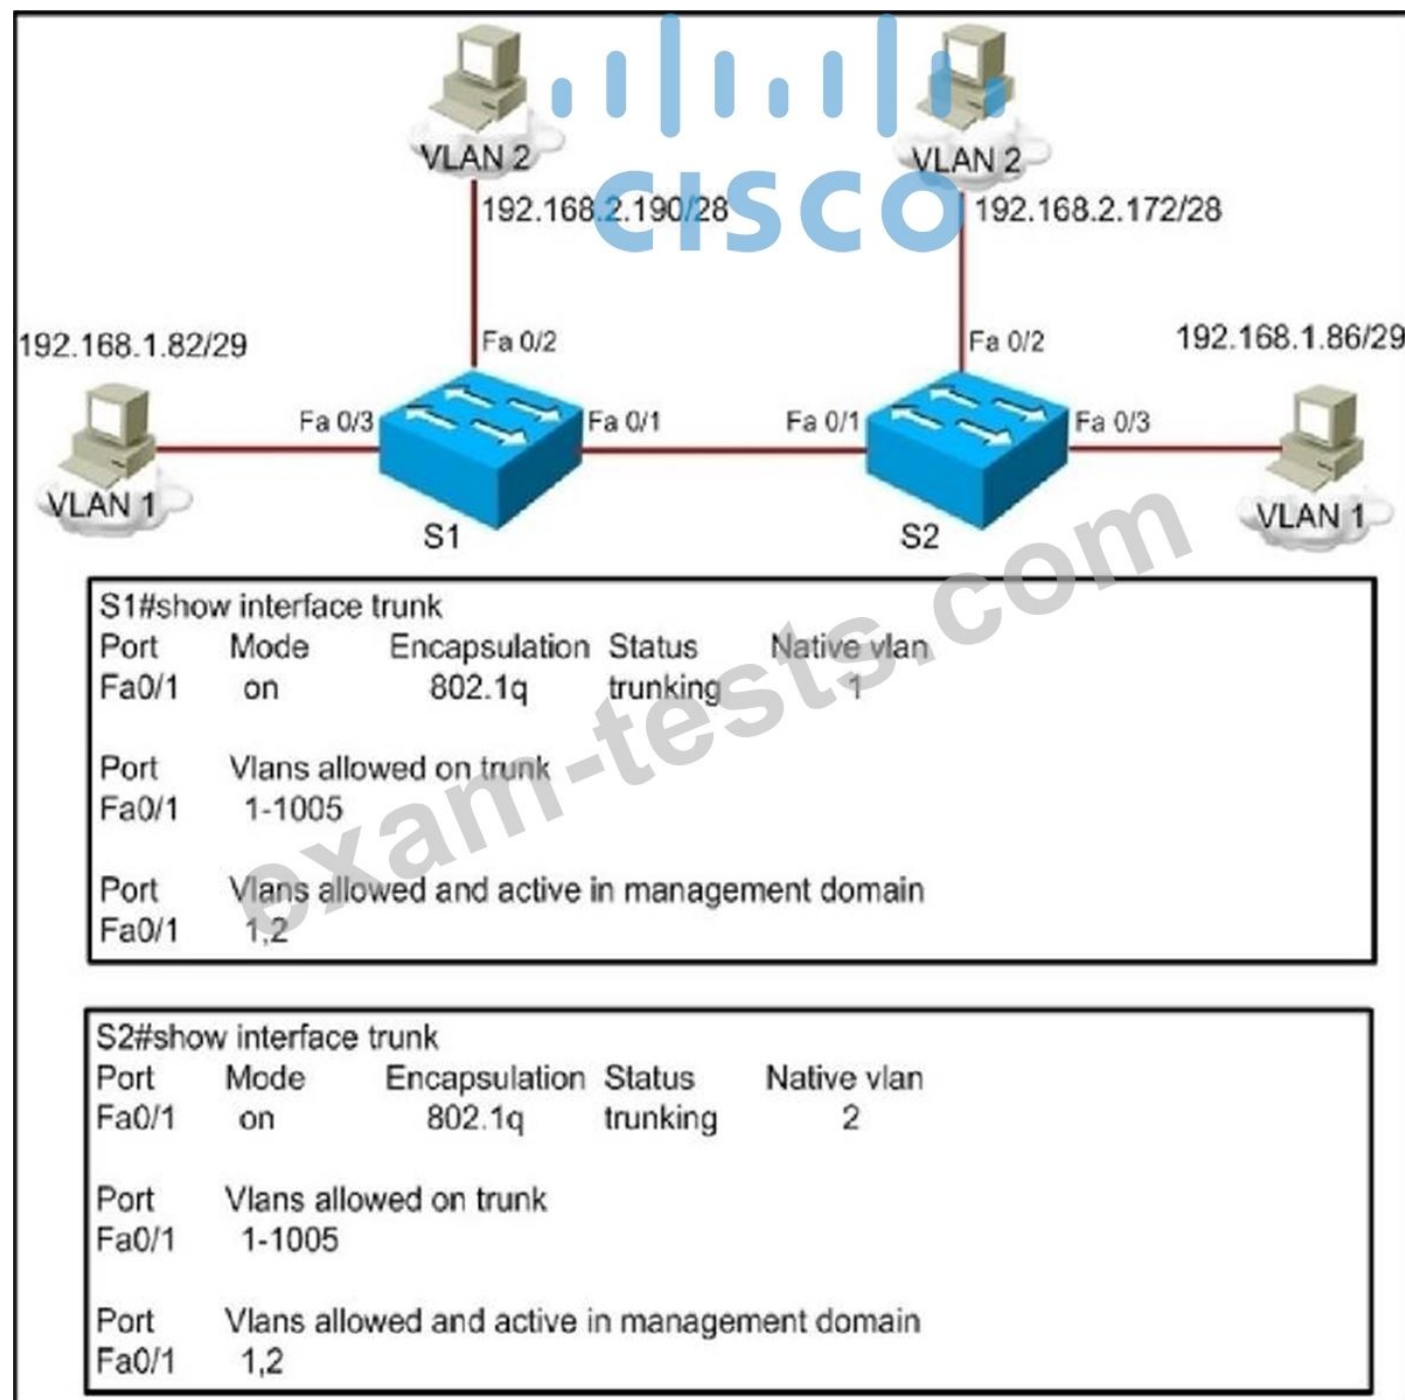 VLAN 2
VLAN 2
CISCO
192.168.2.190/28
192.168.2.172/28
192.168.1.82/29
Fa 0/2
Fa 0/2
192.168.1.86/29
Fa 0/3
Fa 0/1
Fa 0/1
Fa 0/3
VLAN 1
S1
S2
VLAN 1
exam-tests.com
S1#show interface trunk
Port Mode Encapsulation Status Native vlan
Fa0/1 on 802.1q trunking 1
Port Vlans allowed on trunk
Fa0/1 1-1005
Port Vlans allowed and active in management domain
Fa0/1 1,2
S2#show interface trunk
Port Mode Encapsulation Status Native vlan
Fa0/1 on 802.1q trunking 2
Port Vlans allowed on trunk
Fa0/1 1-1005
Port Vlans allowed and active in management domain
Fa0/1 1,2